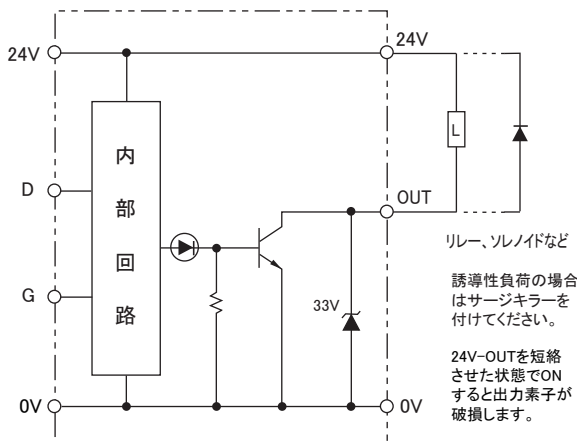 24V
24V
L
内
部
回
路
D
OUT
G
リレー、ソレノイドなど
33V
誘導性負荷の場合
はサージキラーを
付けてください。
24V-OUTを短絡
させた状態でON
すると出力素子が
破損します。
0V
0V